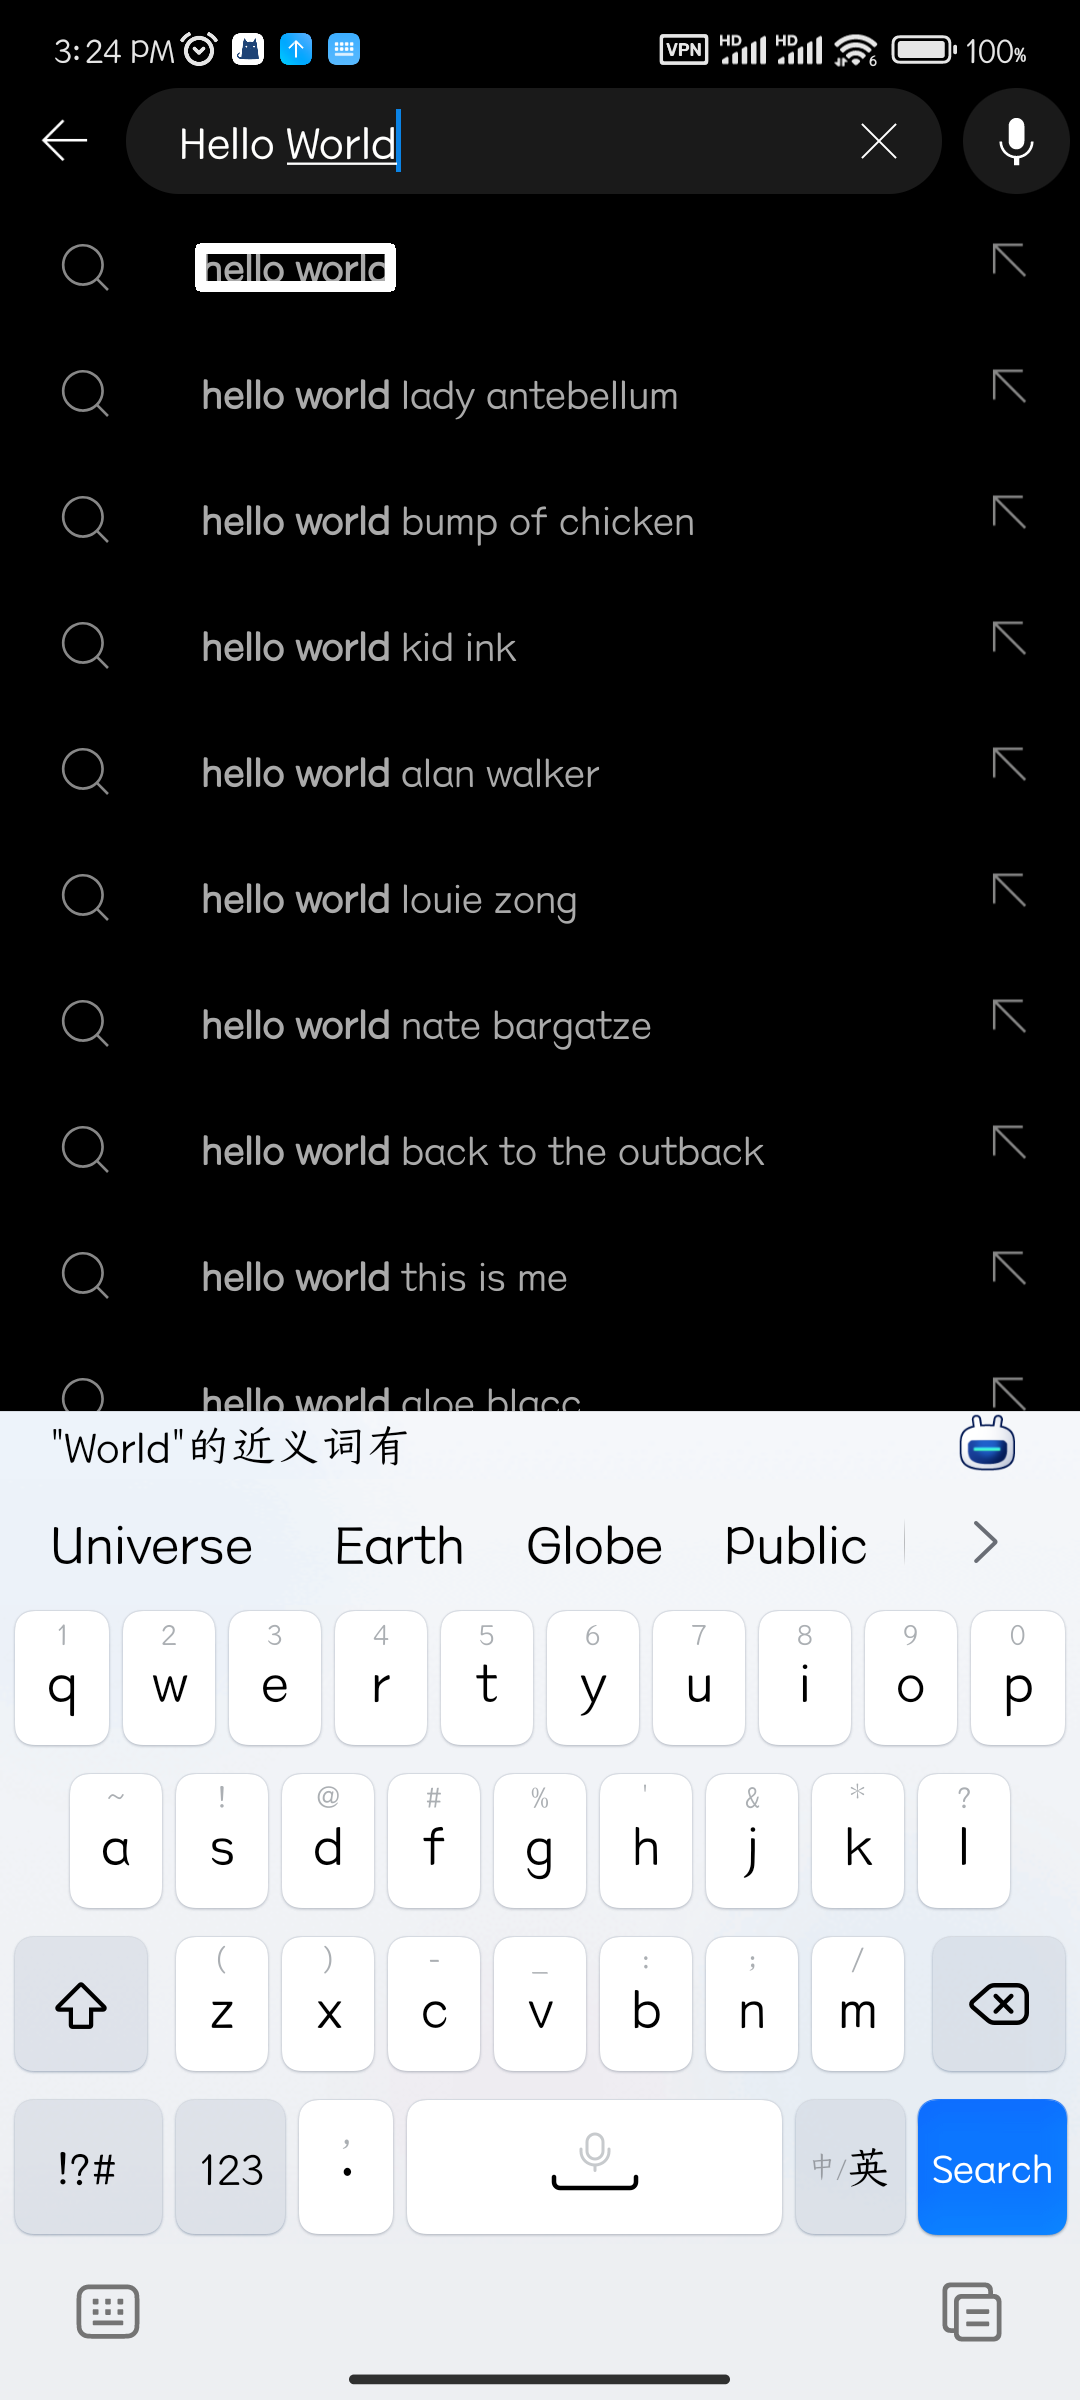 3:24 PM VPN HD HD 6 100%
Hello World
hello world
hello world lady antebellum
hello world bump of chicken
hello world kid ink
hello world alan walker
hello world louie zong
hello world nate bargatze
hello world back to the outback
hello world this is me
hello world aloe blacc
"World"的近义词有
Universe Earth Globe Public
1 2 3 4 5 6 7 8 9 0
q w e r t y u i o p
~ ! @ # % ' & * ?
a s d f g h j k l
( ) - _ : ; /
z x c v b n m
!?# 123 , . 中/英 Search